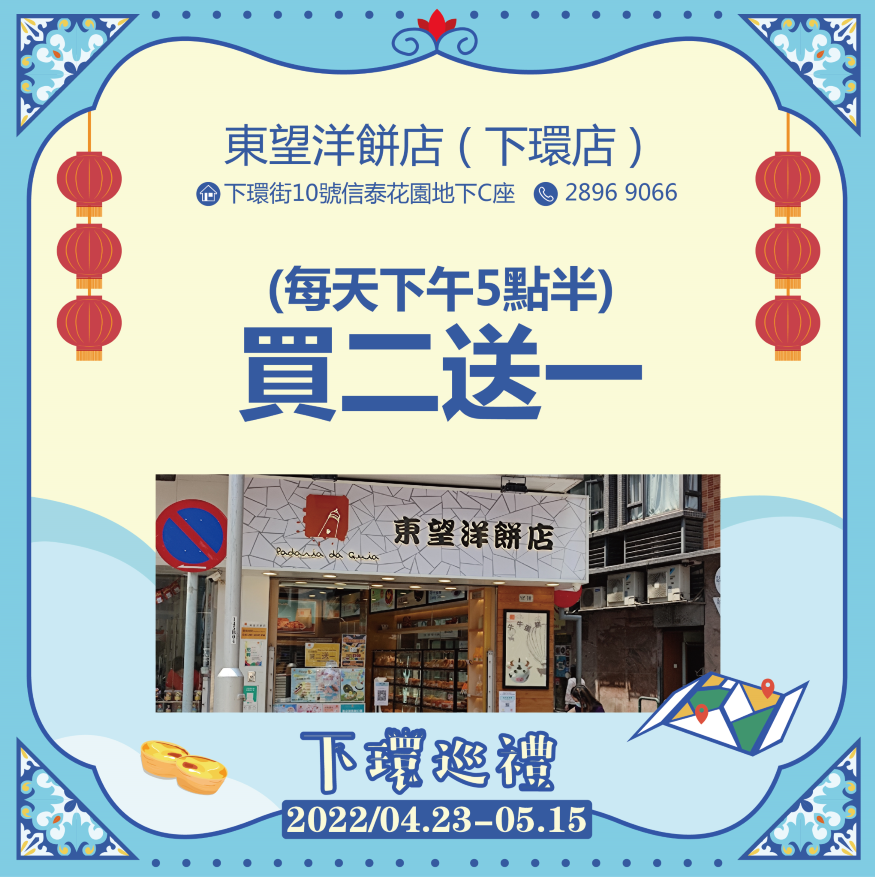 東望洋餅店（下環店）
下環街10號信泰花園地下C座 2896 9066
(每天下午5點半)
買二送一
東望洋餅店
Padaria da Guia
下環巡禮
2022/04.23-05.15